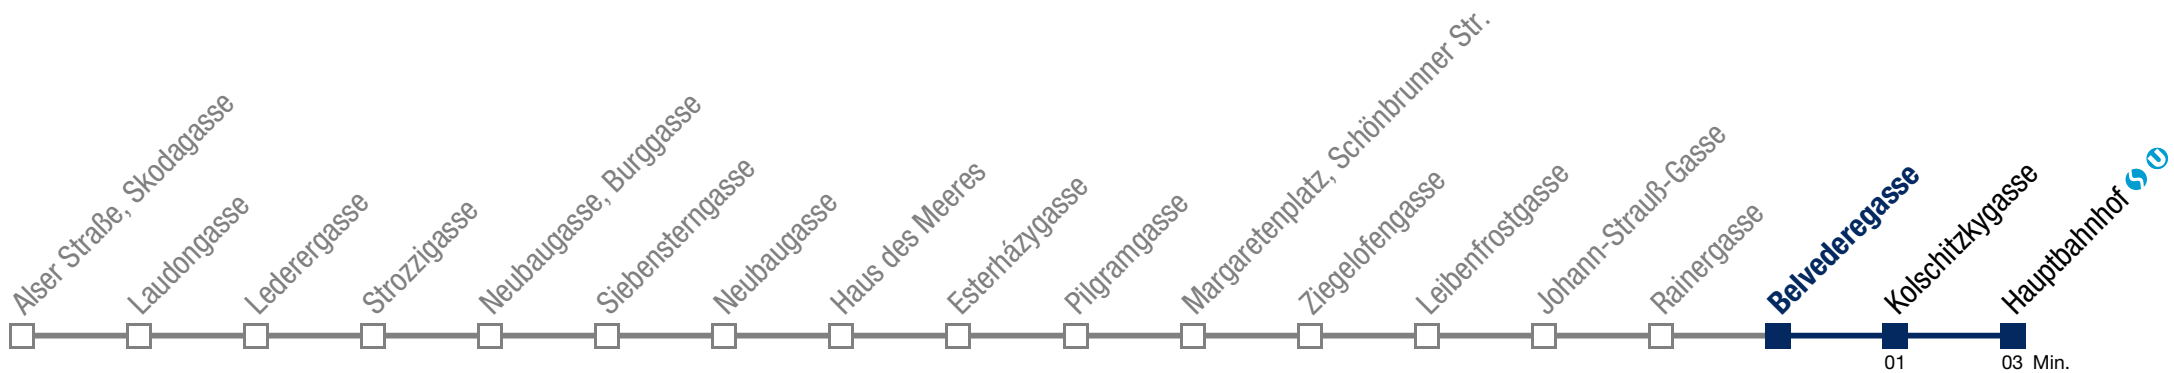 Alser Straße, Skodagasse
Laudongasse
Lederergasse
Strozzigasse
Neubaugasse, Burggasse
Siebensterngasse
Neubaugasse
Haus des Meeres
Esterházygasse
Pilgramgasse
Margaretenplatz, Schönbrunner Str.
Ziegelofengasse
Leibenfrostgasse
Johann-Strauß-Gasse
Rainergasse
Belvederegasse
Kolschitzkygasse
Hauptbahnhof S U
01
03 Min.